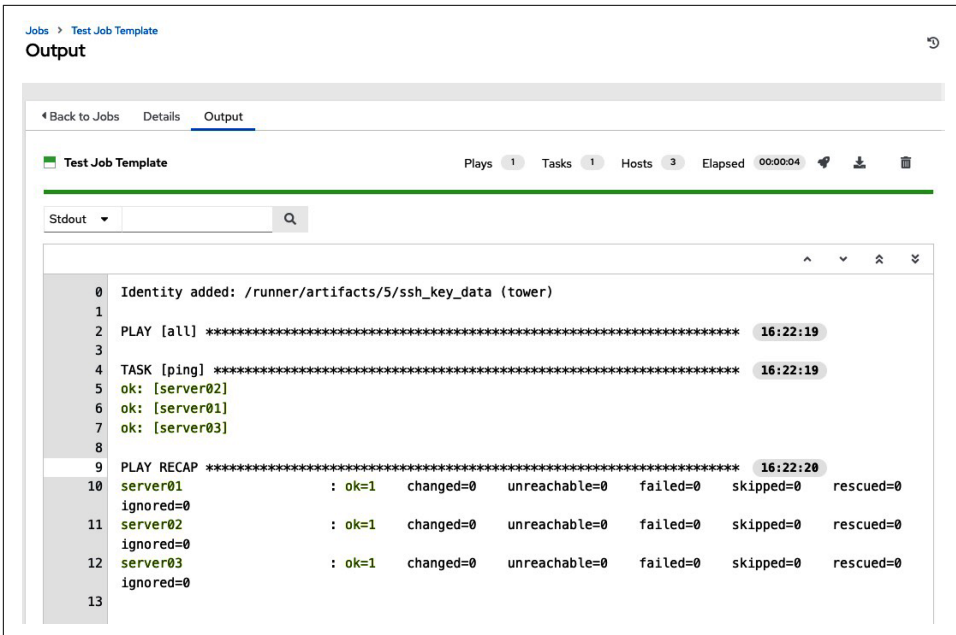 Jobs > Test Job Template
Output
Back to Jobs Details Output
Test Job Template Plays 1 Tasks 1 Hosts 3 Elapsed 00:00:04
Stdout
0 Identity added: /runner/artifacts/5/ssh_key_data (tower)
1
2 PLAY [all] ********************************************************************* 16:22:19
3
4 TASK [ping] ******************************************************************** 16:22:19
5 ok: [server02]
6 ok: [server01]
7 ok: [server03]
8
9 PLAY RECAP ********************************************************************* 16:22:20
10 server01 : ok=1 changed=0 unreachable=0 failed=0 skipped=0 rescued=0
ignored=0
11 server02 : ok=1 changed=0 unreachable=0 failed=0 skipped=0 rescued=0
ignored=0
12 server03 : ok=1 changed=0 unreachable=0 failed=0 skipped=0 rescued=0
ignored=0
13